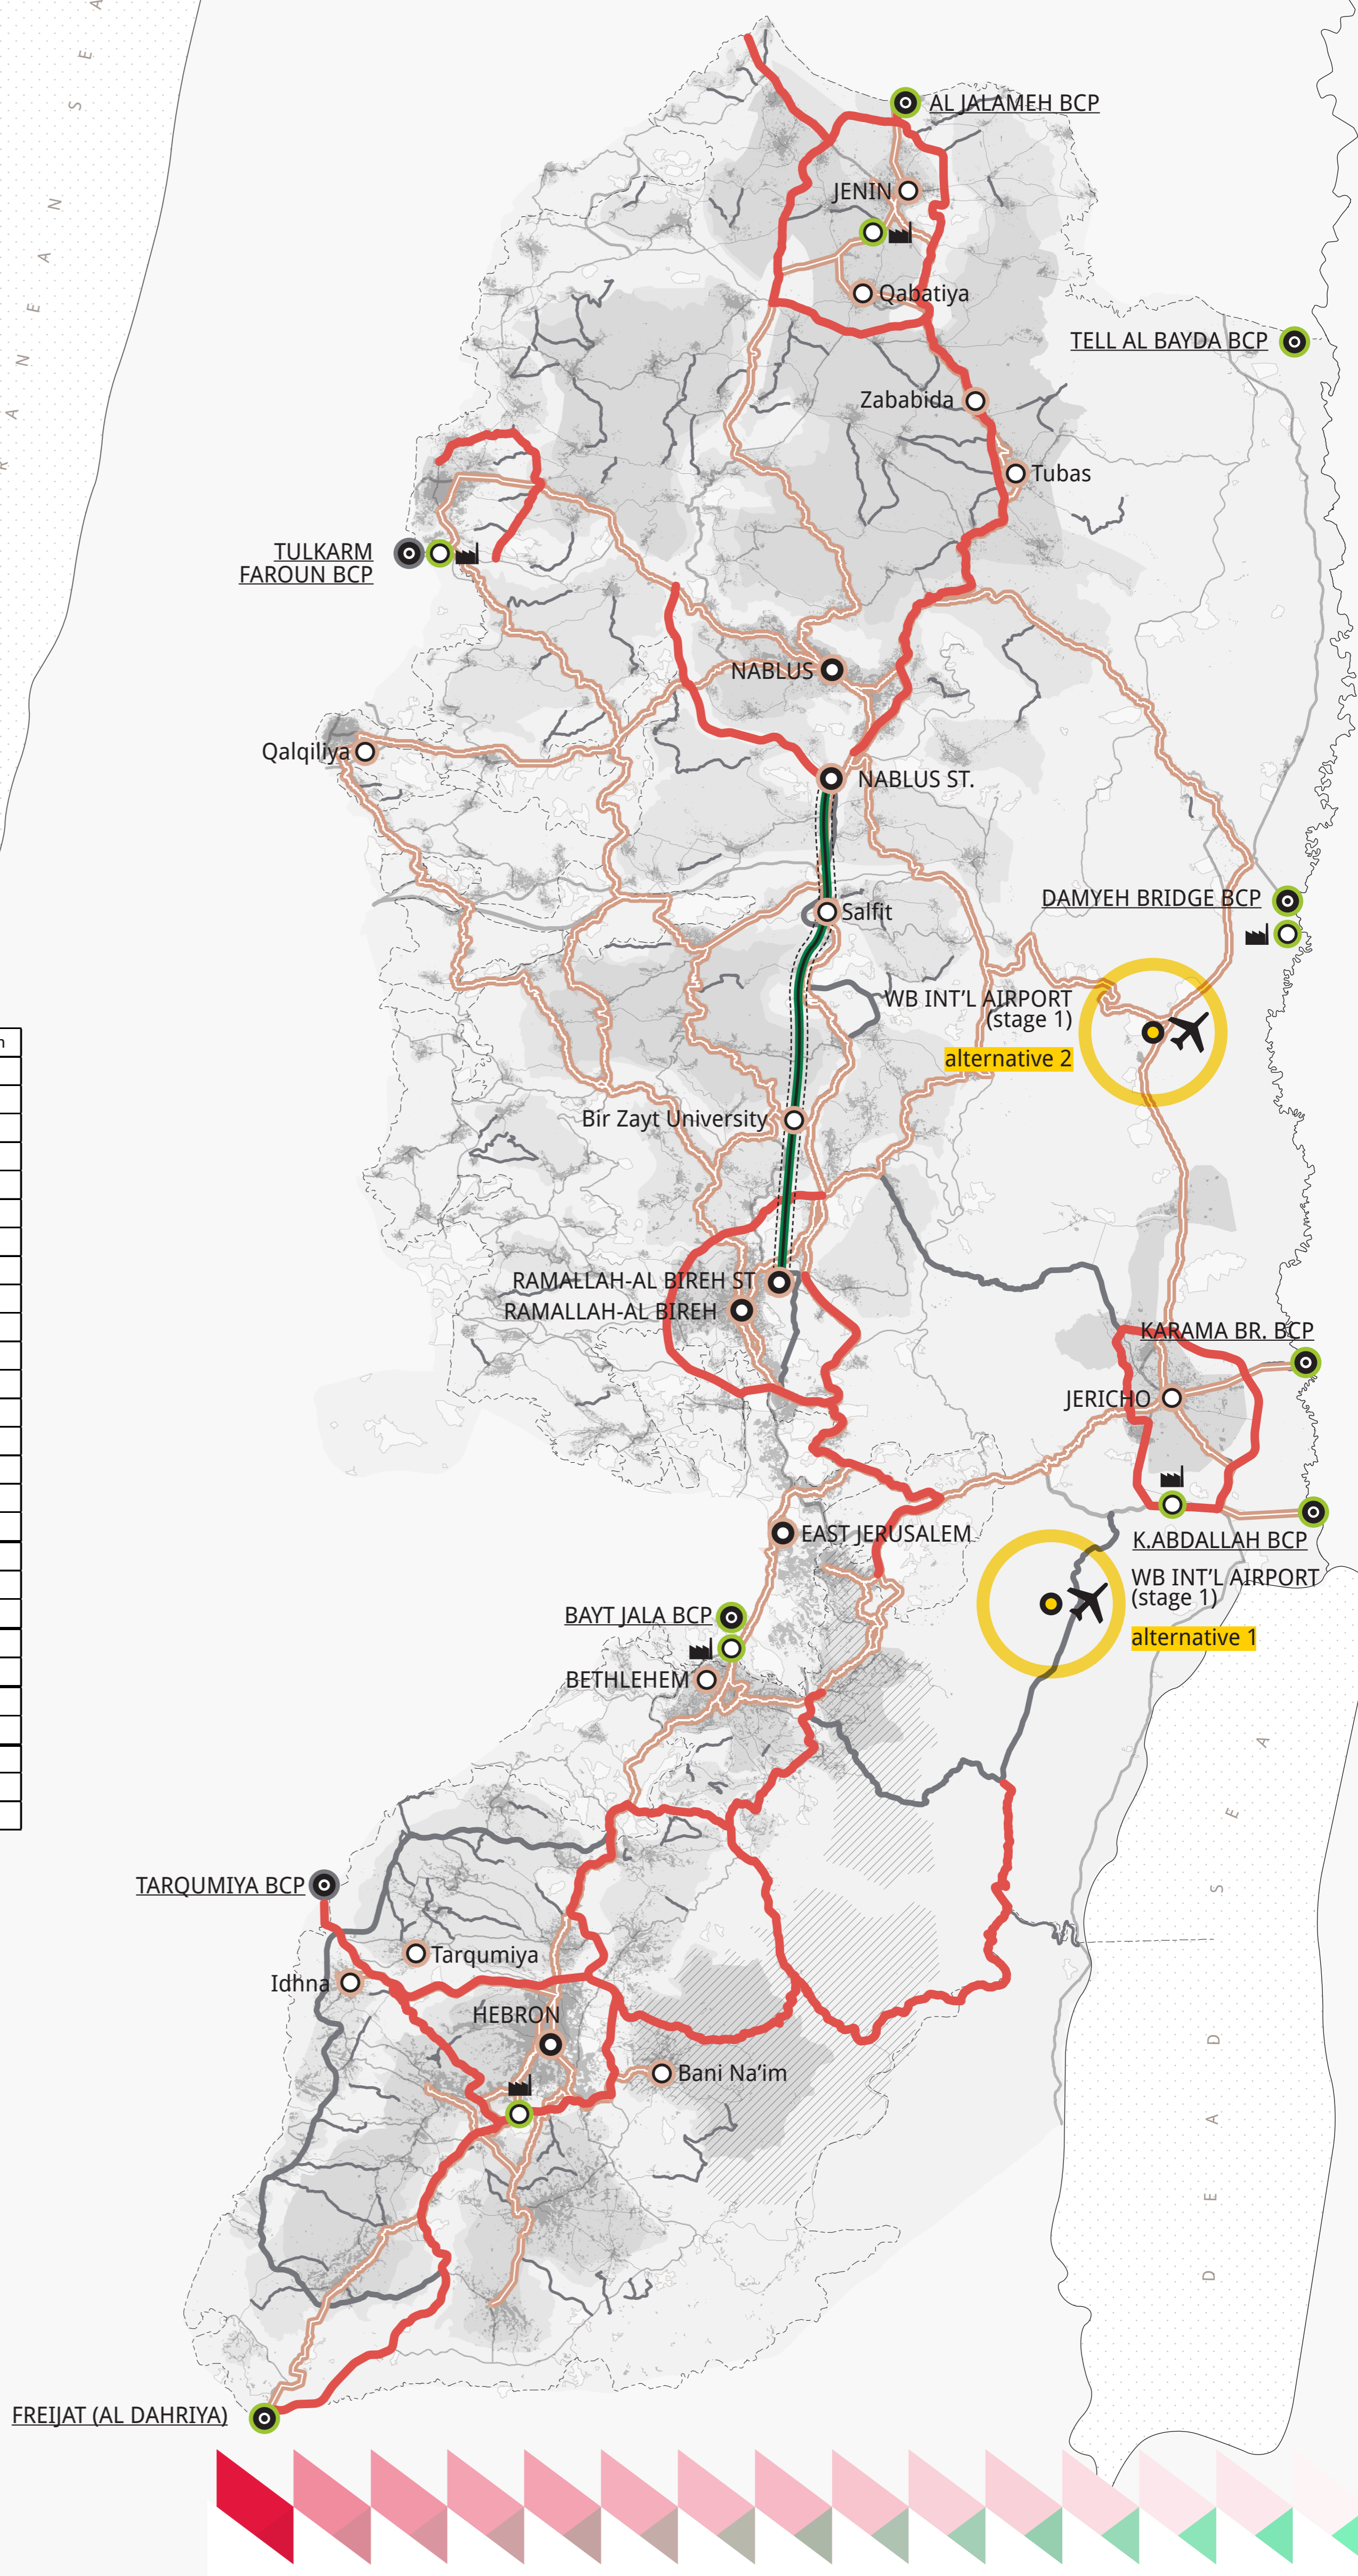 AL JALAMEH BCP
JENIN
Qabatiya
TELL AL BAYDA BCP
Zababida
Tubas
TULKARM
FAROUN BCP
NABLUS
Qalqiliya
NABLUS ST.
DAMYEH BRIDGE BCP
Salfit
WB INT'L AIRPORT
(stage 1)
alternative 2
n
Bir Zayt University
RAMALLAH-AL BIREH ST
RAMALLAH-AL BIREH
KARAMA BR. BCP
JERICHO
EAST JERUSALEM
K.ABDALLAH BCP
WB INT'L AIRPORT
(stage 1)
alternative 1
BAYT JALA BCP
BETHLEHEM
TARQUMIYA BCP
Tarqumiya
Idhna
HEBRON
Bani Na'im
FREIJAT (AL DAHRIYA)
R A N E A N S E A
D E A D S E A